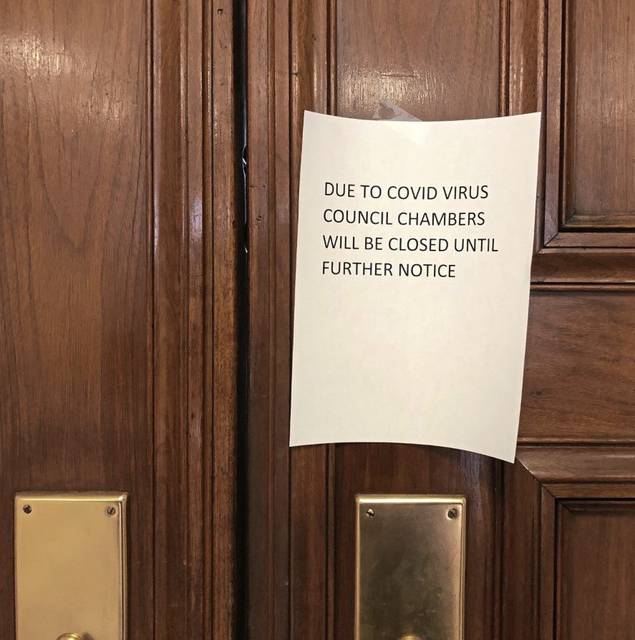 DUE TO COVID VIRUS
COUNCIL CHAMBERS
WILL BE CLOSED UNTIL
FURTHER NOTICE